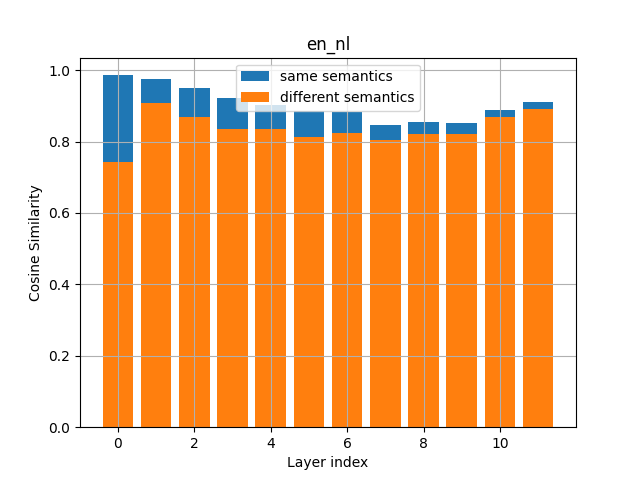 en_nl
same semantics
different semantics
1.0
0.8
0.6
0.4
0.2
0.0
Cosine Similarity
0 2 4 6 8 10
Layer index